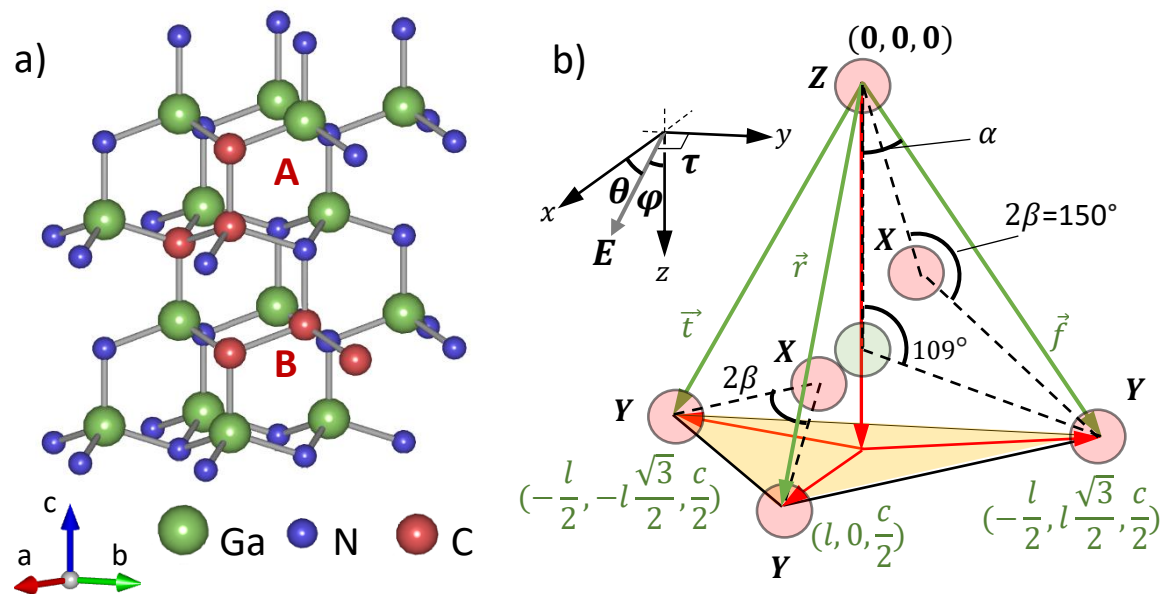 a)
A
B
c
a
b
Ga
N
C
b)
(0, 0, 0)
Z
α
y
τ
θ
φ
x
E
z
2β=150°
X
r⃗
t⃗
f⃗
109°
X
2β
Y
Y
(-l/2, -l√3/2, c/2)
(-l/2, l√3/2, c/2)
(l, 0, c/2)
Y